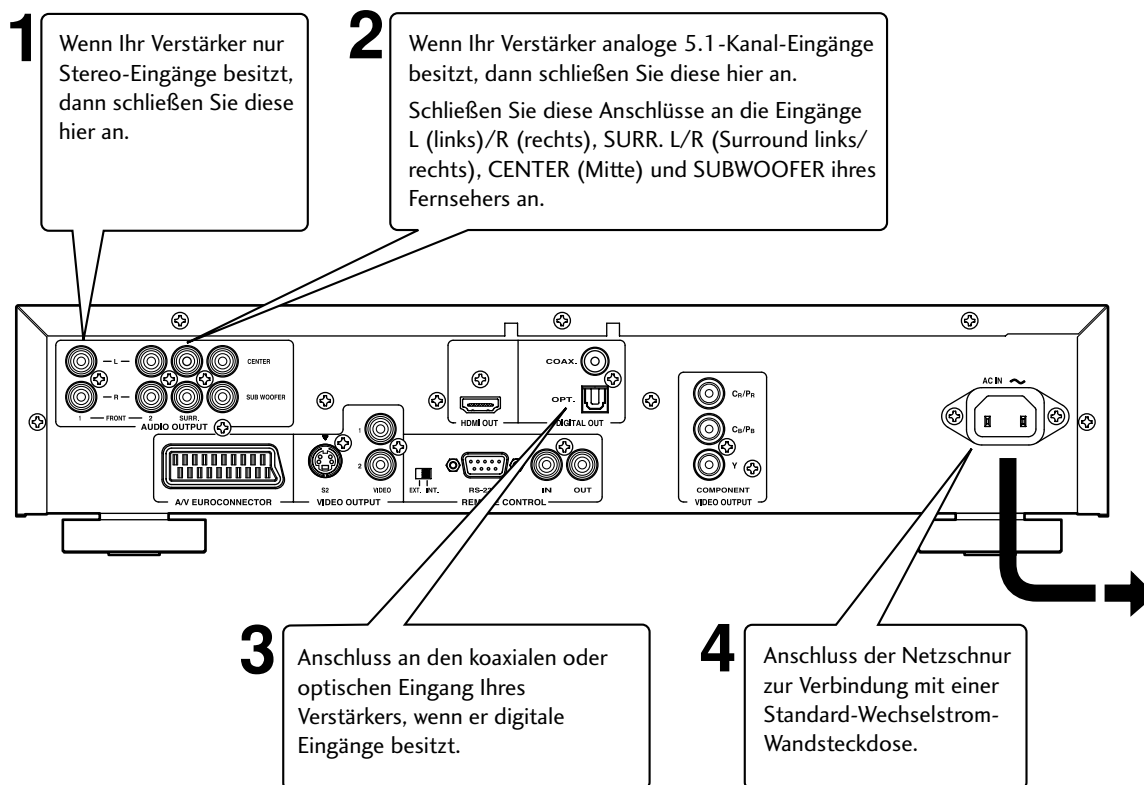 1
Wenn Ihr Verstärker nur
Stereo-Eingänge besitzt,
dann schließen Sie diese
hier an.
2
Wenn Ihr Verstärker analoge 5.1-Kanal-Eingänge
besitzt, dann schließen Sie diese hier an.
Schließen Sie diese Anschlüsse an die Eingänge
L (links)/R (rechts), SURR. L/R (Surround links/
rechts), CENTER (Mitte) und SUBWOOFER ihres
Fernsehers an.
L
CENTER
R
SUB WOOFER
1 FRONT 2 SURR.
AUDIO OUTPUT
COAX.
OPT.
HDMI OUT
DIGITAL OUT
CR/PR
CB/PB
Y
COMPONENT
VIDEO OUTPUT
AC IN
A/V EUROCONNECTOR
S2
1
2
VIDEO
VIDEO OUTPUT
EXT. INT.
RS-23
IN
OUT
REMOTE CONTROL
3
Anschluss an den koaxialen oder
optischen Eingang Ihres
Verstärkers, wenn er digitale
Eingänge besitzt.
4
Anschluss der Netzschnur
zur Verbindung mit einer
Standard-Wechselstrom-
Wandsteckdose.